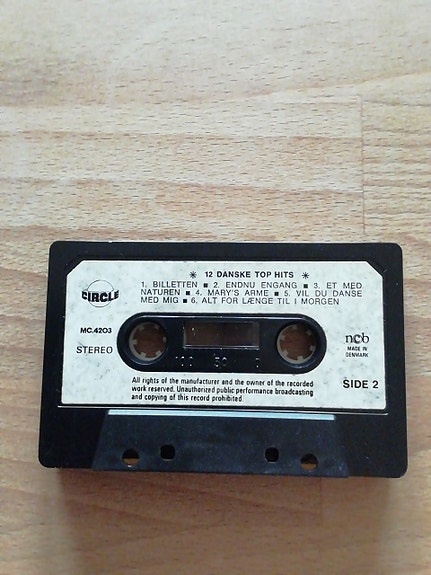 ✳ 12 DANSKE TOP HITS ✳
1. BILLETTEN ■ 2. ENDNU ENGANG ■ 3. ET MED
NATUREN ■ 4. MARY'S ARME ■ 5. VIL DU DANSE
MED MIG ■ 6. ALT FOR LÆNGE TIL I MORGEN
CIRCLE
MC.4203
STEREO
ncb
MADE IN
DENMARK
100 50 0
All rights of the manufacturer and the owner of the recorded
work reserved. Unauthorized public performance broadcasting
and copying of this record prohibited.
SIDE 2